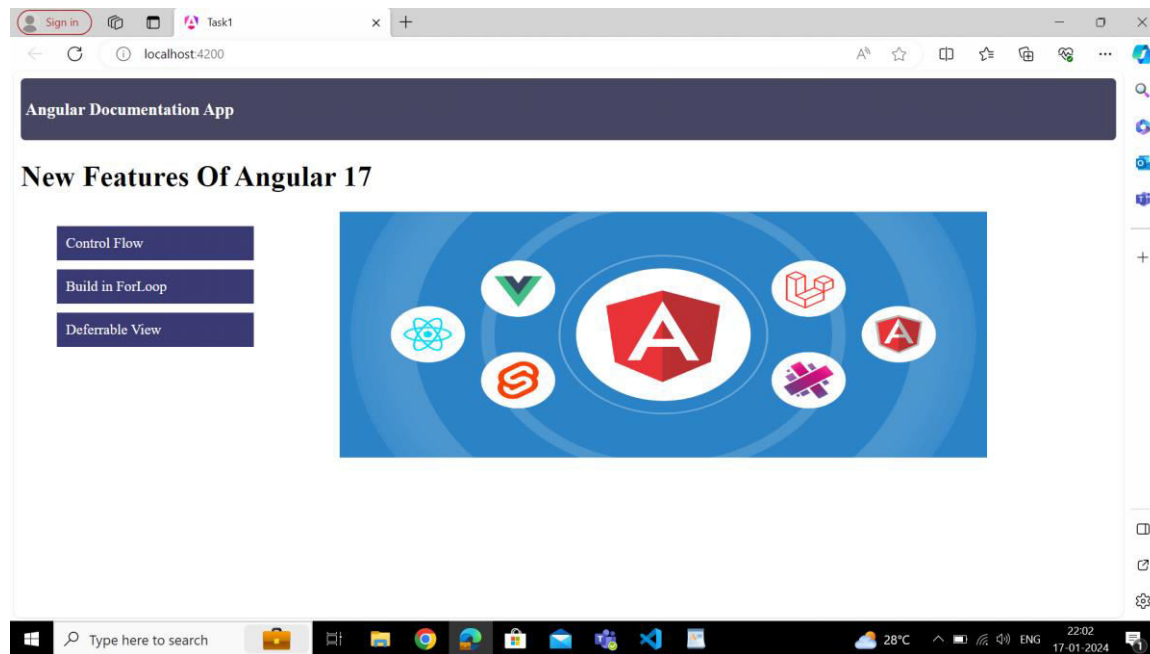 Sign in
Task1
localhost:4200
Angular Documentation App
New Features Of Angular 17
Control Flow
Build in ForLoop
Deferrable View
Type here to search
28°C
ENG
22:02
17-01-2024
1